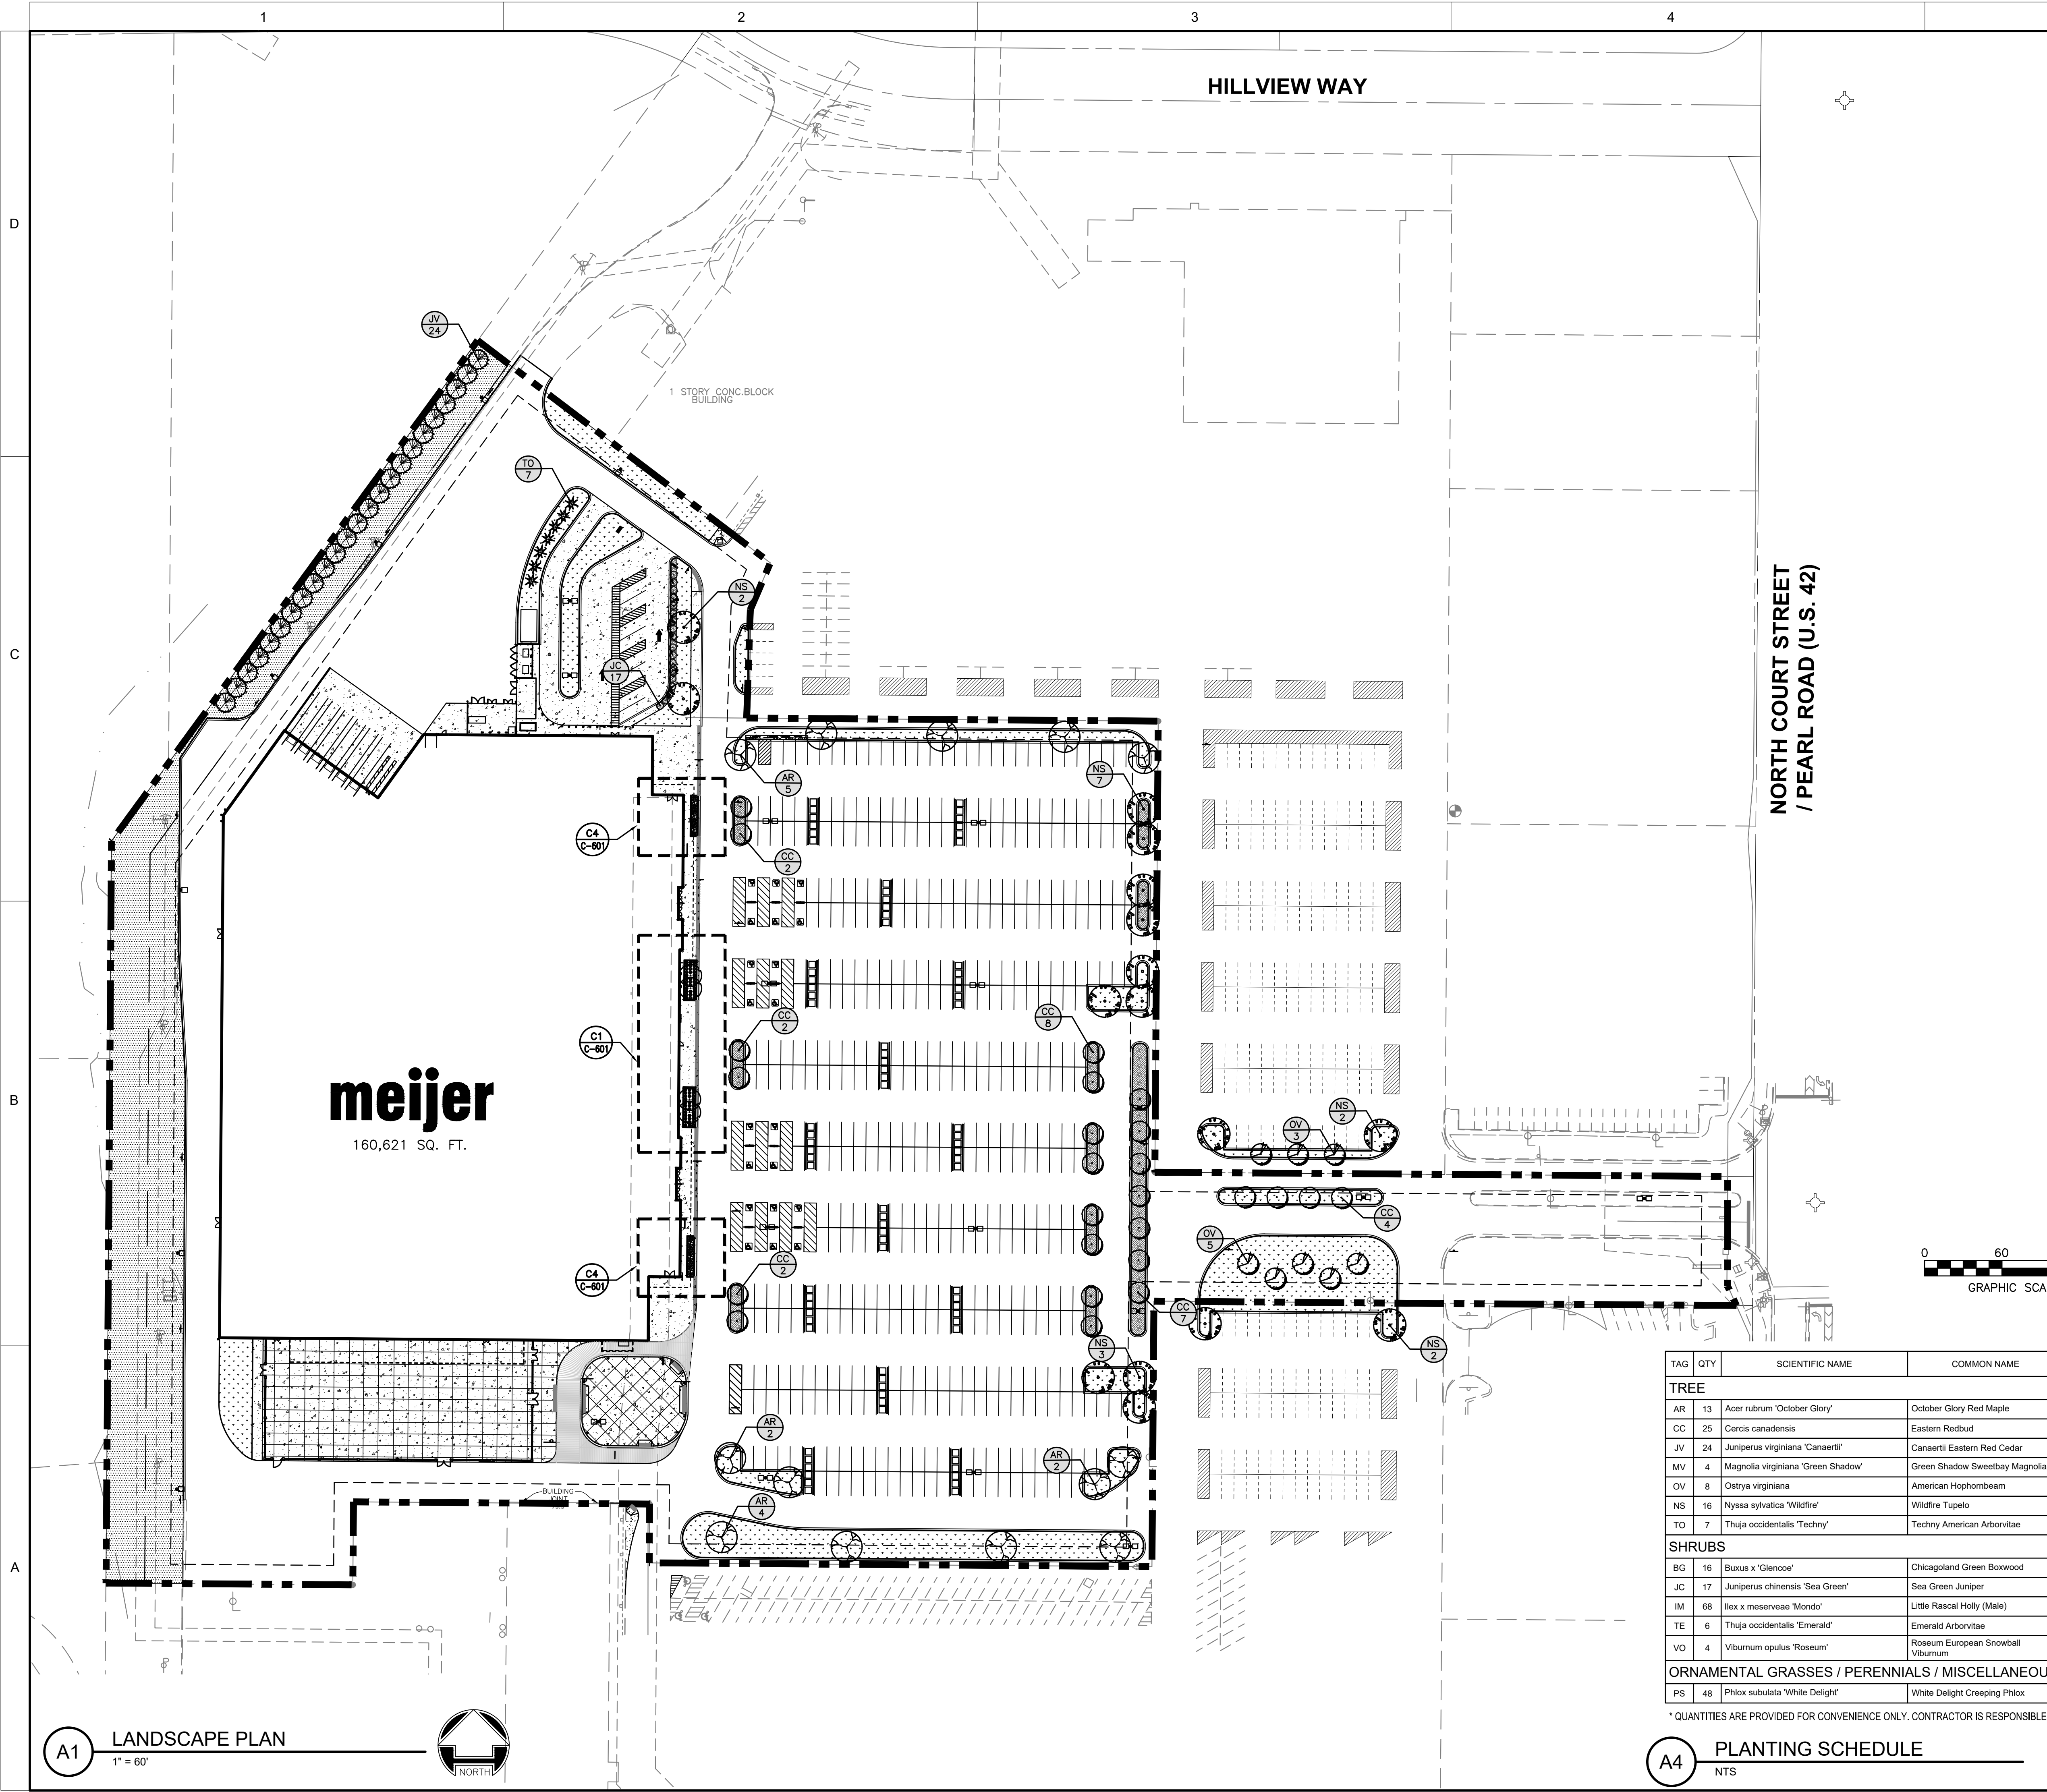 1
2
3
4
D
C
B
A
HILLVIEW WAY
NORTH COURT STREET
/ PEARL ROAD (U.S. 42)
JV
24
1 STORY CONC.BLOCK
BUILDING
TO
7
NS
2
JC
17
AR
5
NS
7
C4
C-601
CC
2
CC
2
CC
8
C1
C-601
meijer
160,621 SQ. FT.
NS
2
OV
3
CC
4
OV
5
CC
2
C4
C-601
CC
7
NS
3
NS
2
AR
2
AR
2
AR
4
BUILDING
JOINT
0 60
GRAPHIC SCA
TAG QTY SCIENTIFIC NAME COMMON NAME
TREE
AR 13 Acer rubrum 'October Glory' October Glory Red Maple
CC 25 Cercis canadensis Eastern Redbud
JV 24 Juniperus virginiana 'Canaertii' Canaertii Eastern Red Cedar
MV 4 Magnolia virginiana 'Green Shadow' Green Shadow Sweetbay Magnolia
OV 8 Ostrya virginiana American Hophornbeam
NS 16 Nyssa sylvatica 'Wildfire' Wildfire Tupelo
TO 7 Thuja occidentalis 'Techny' Techny American Arborvitae
SHRUBS
BG 16 Buxus x 'Glencoe' Chicagoland Green Boxwood
JC 17 Juniperus chinensis 'Sea Green' Sea Green Juniper
IM 68 Ilex x meserveae 'Mondo' Little Rascal Holly (Male)
TE 6 Thuja occidentalis 'Emerald' Emerald Arborvitae
VO 4 Viburnum opulus 'Roseum' Roseum European Snowball
Viburnum
ORNAMENTAL GRASSES / PERENNIALS / MISCELLANEOU
PS 48 Phlox subulata 'White Delight' White Delight Creeping Phlox
* QUANTITIES ARE PROVIDED FOR CONVENIENCE ONLY. CONTRACTOR IS RESPONSIBLE
A1 LANDSCAPE PLAN
1" = 60'
NORTH
A4 PLANTING SCHEDULE
NTS